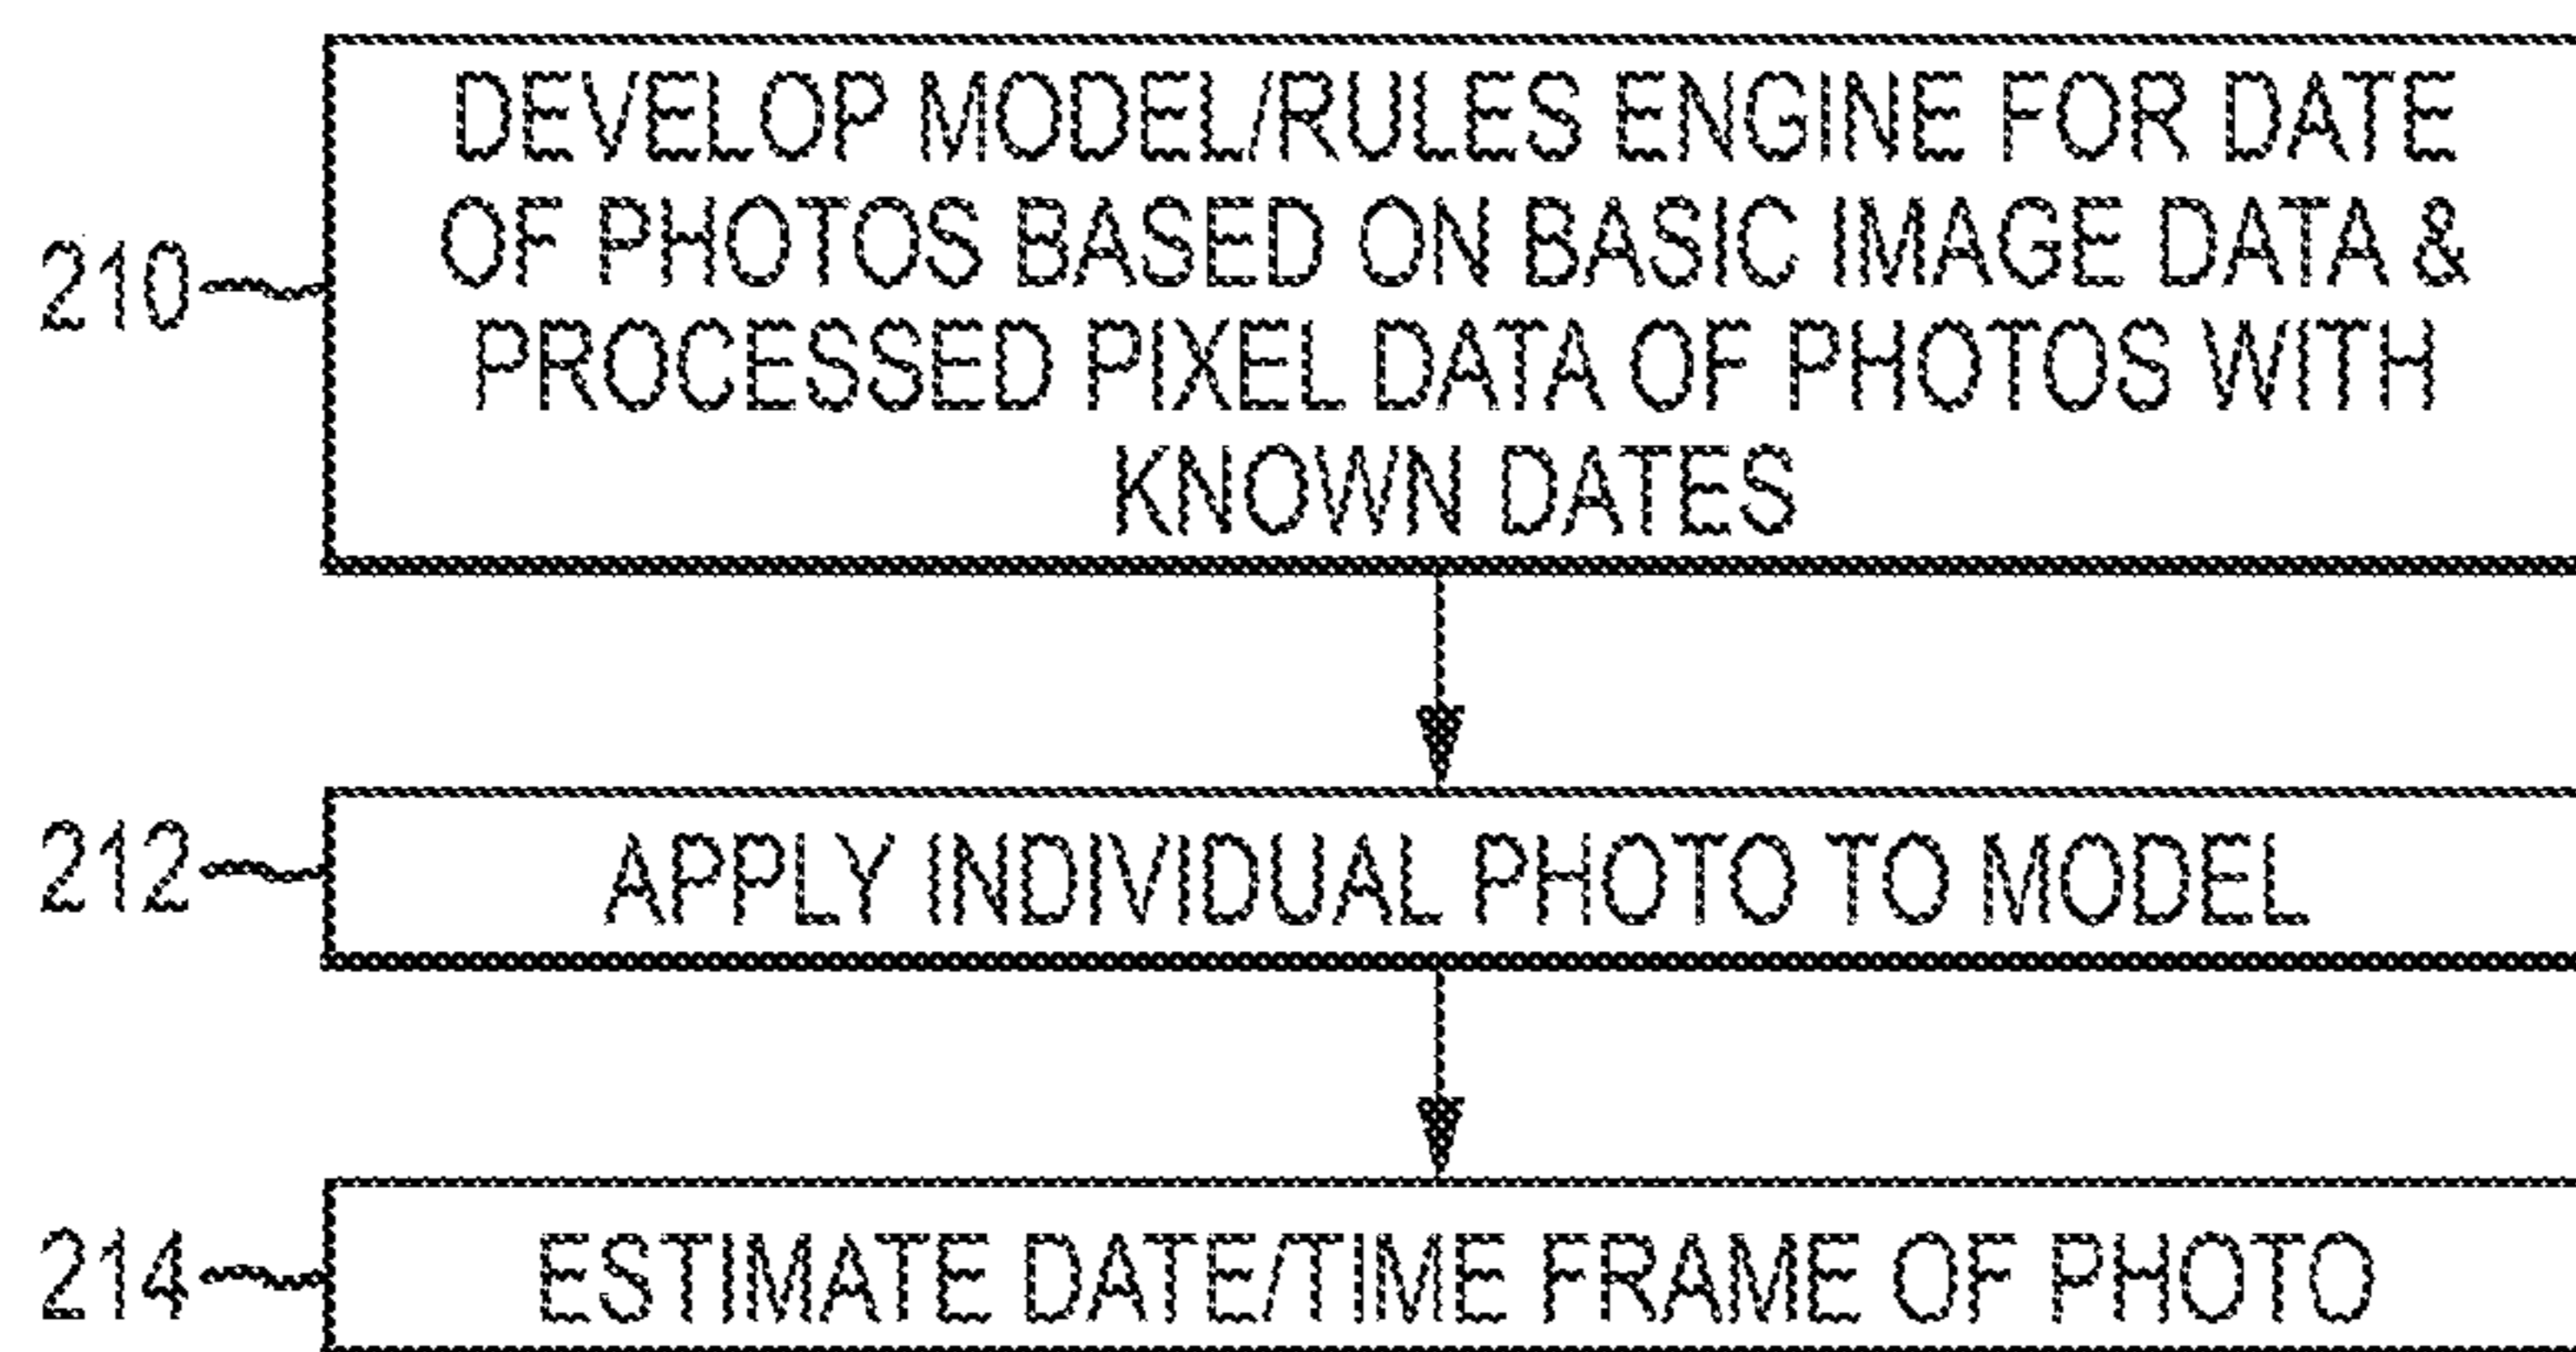 DEVELOP MODEL/RULES ENGINE FOR DATE
OF PHOTOS BASED ON BASIC IMAGE DATA &
210
PROCESSED PIXEL DATA OF PHOTOS WITH
KNOWN DATES
212
APPLY INDIVIDUAL PHOTO TO MODEL
214
ESTIMATE DATE/TIME FRAME OF PHOTO